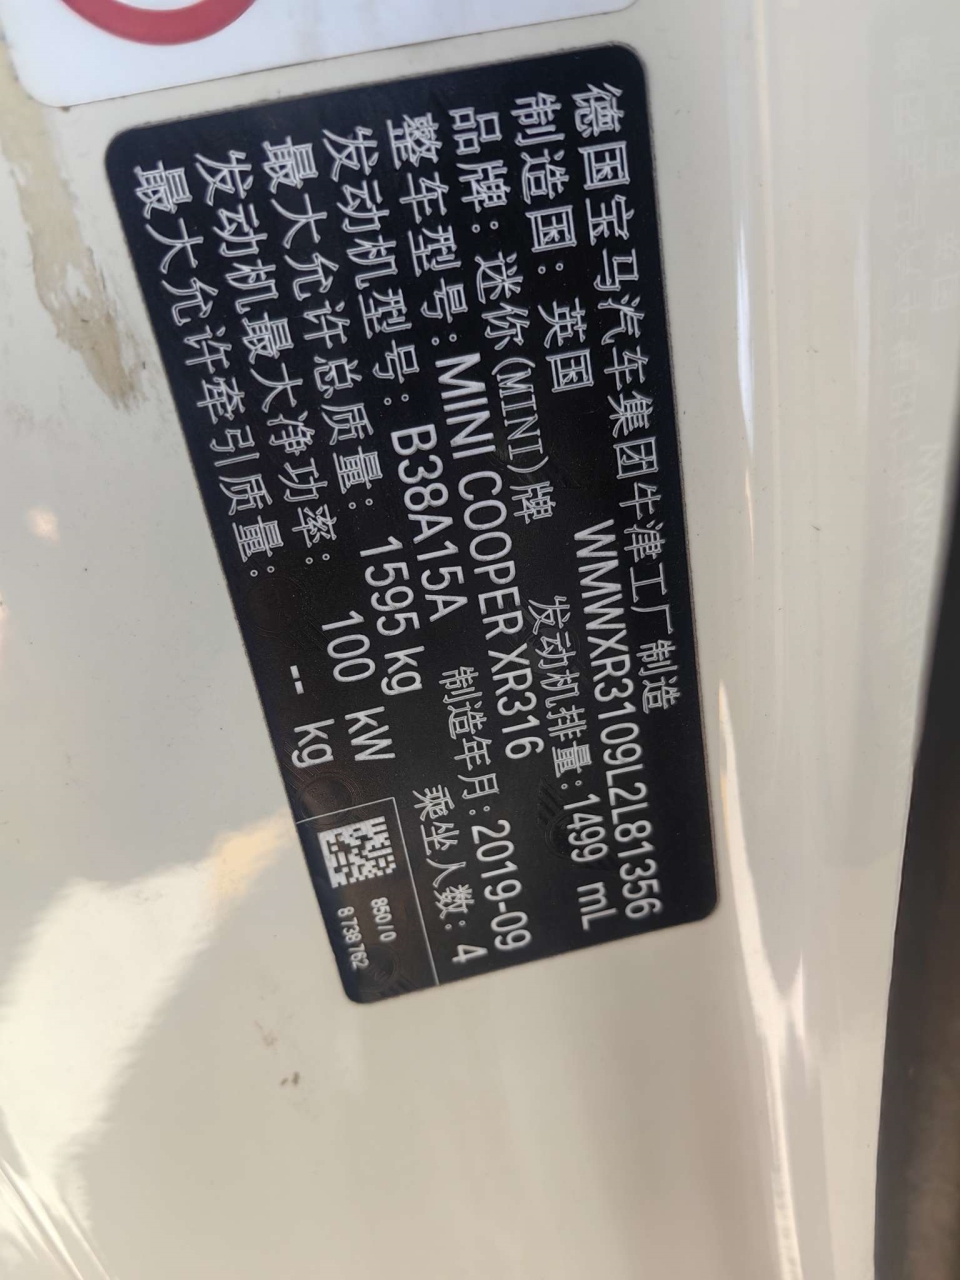 德国宝马汽车集团牛津工厂制造
制造国：英国 WMWXR3109L2L81356
品牌：迷你(MINI)牌 发动机排量：1499 mL
整车型号：MINI COOPER XR316
发动机型号：B38A15A 制造年月：2019-09
最大允许总质量：1595 kg 乘坐人数：4
发动机最大净功率：100 kW
最大允许牵引质量：-- kg
850/0
8 738 762